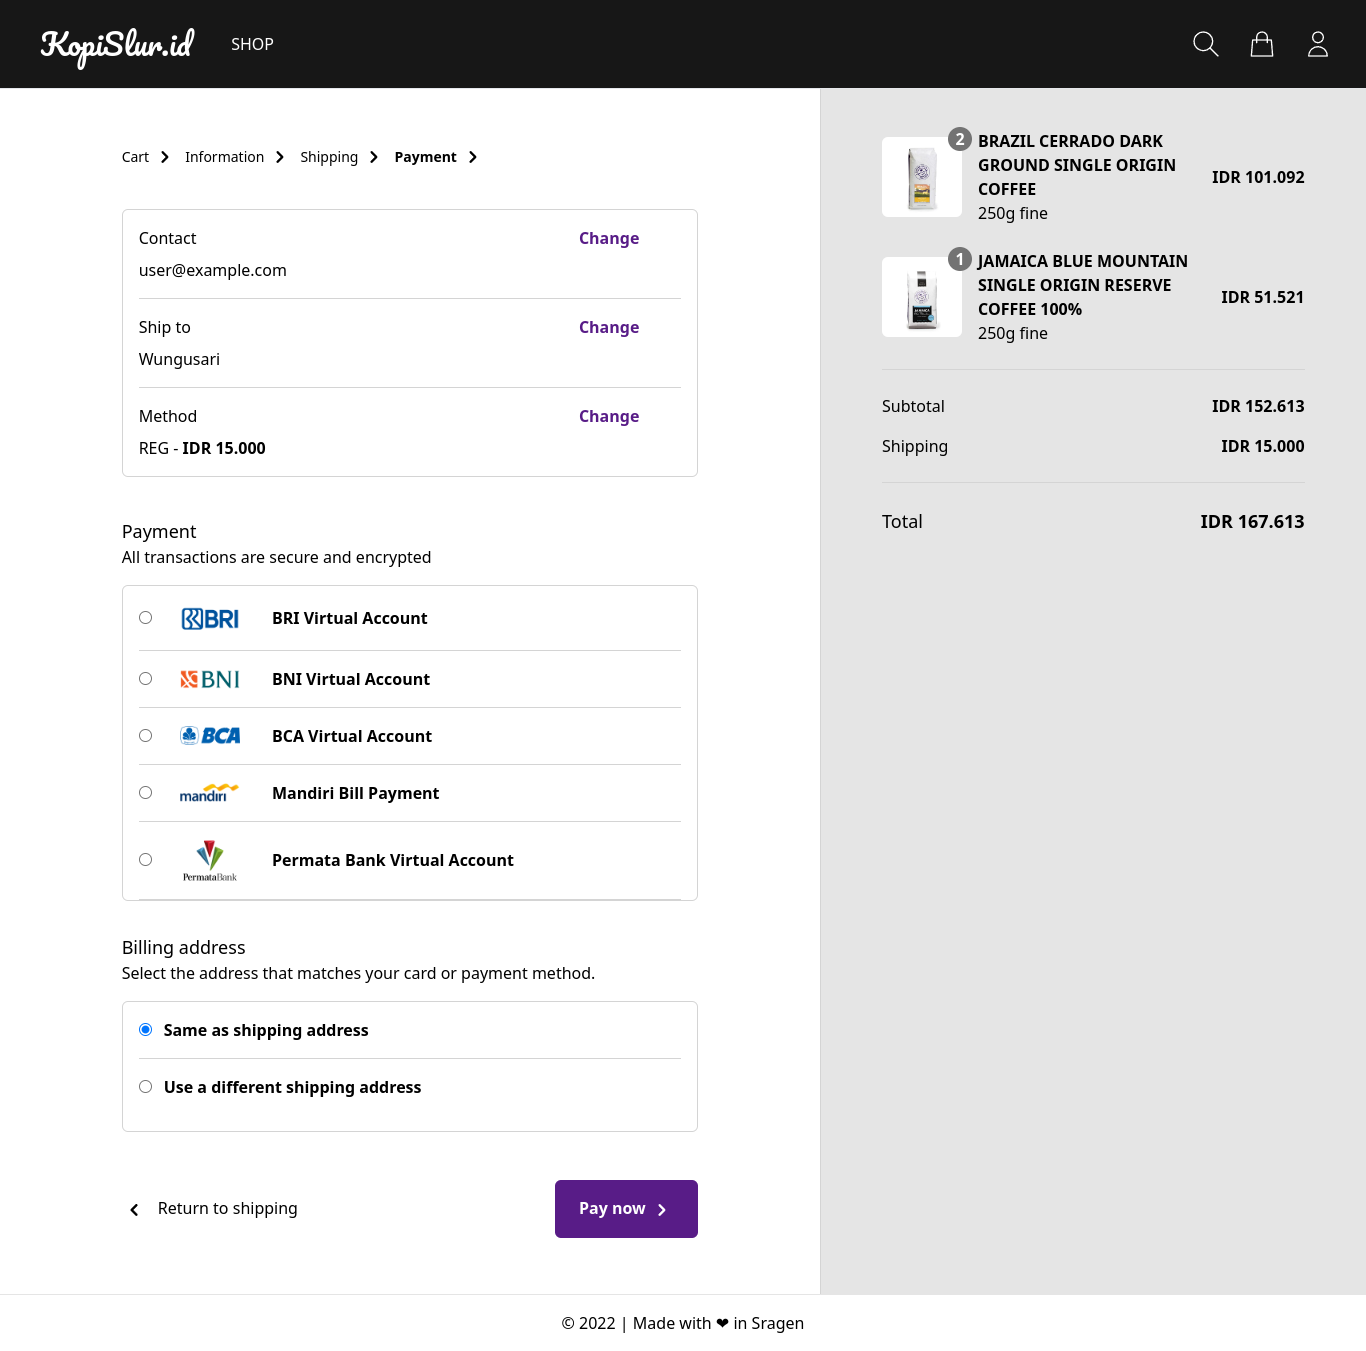 KopiSlur.id SHOP
Cart Information Shipping Payment
Contact Change
user@example.com
Ship to Change
Wungusari
Method Change
REG - IDR 15.000
Payment
All transactions are secure and encrypted
BRI BRI Virtual Account
BNI BNI Virtual Account
BCA BCA Virtual Account
mandiri Mandiri Bill Payment
PermataBank Permata Bank Virtual Account
Billing address
Select the address that matches your card or payment method.
Same as shipping address
Use a different shipping address
Return to shipping Pay now
2 BRAZIL CERRADO DARK
GROUND SINGLE ORIGIN
COFFEE
250g fine
IDR 101.092
1 JAMAICA BLUE MOUNTAIN
SINGLE ORIGIN RESERVE
COFFEE 100%
250g fine
IDR 51.521
JAMAICA
Subtotal IDR 152.613
Shipping IDR 15.000
Total IDR 167.613
© 2022 | Made with ❤ in Sragen